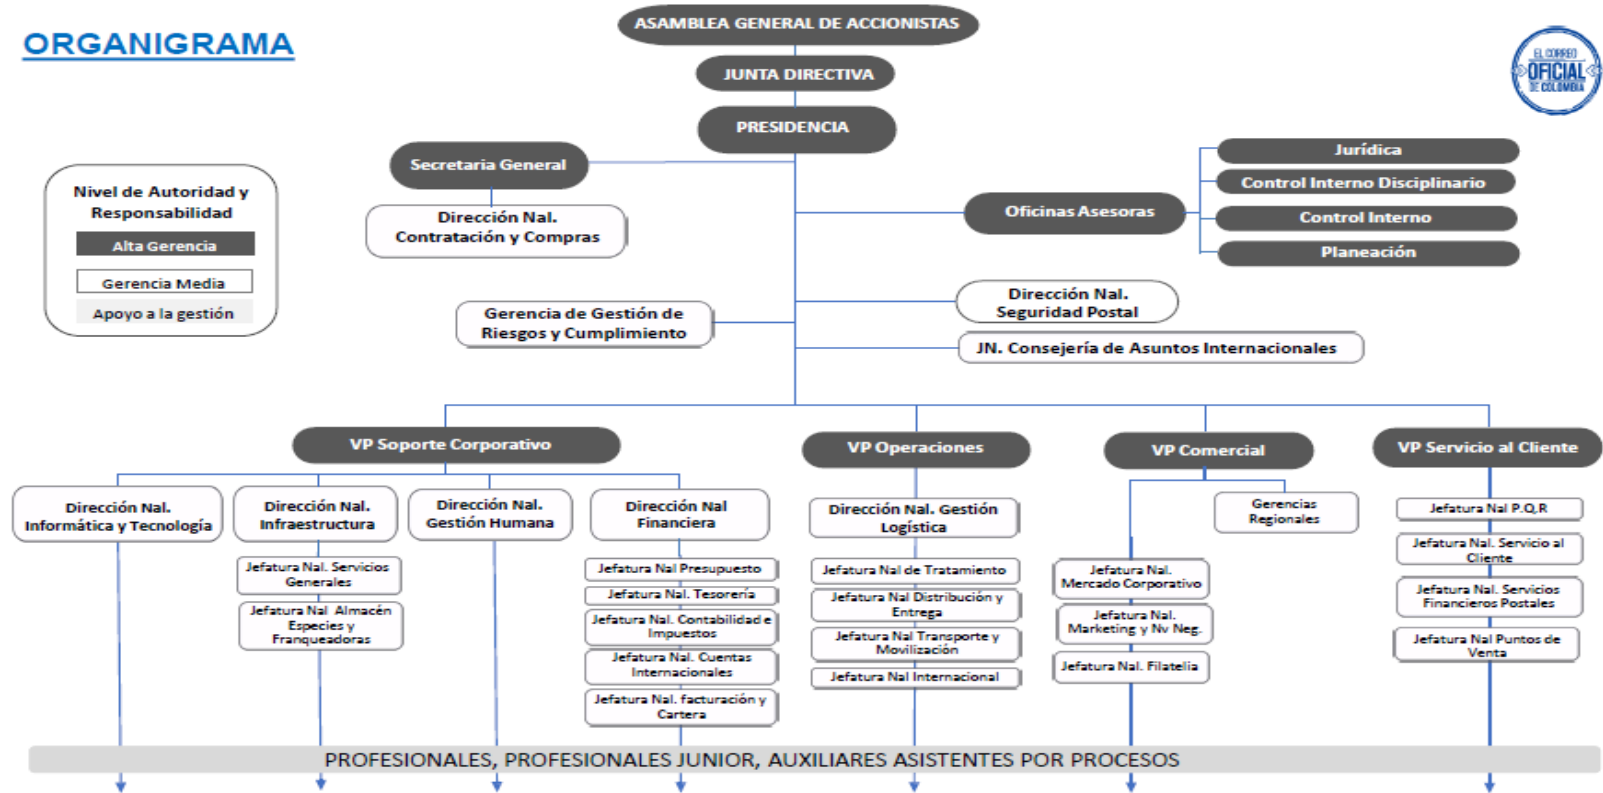 ORGANIGRAMA
ASAMBLEA GENERAL DE ACCIONISTAS
JUNTA DIRECTIVA
PRESIDENCIA
EL CORREO
OFICIAL
DE COLOMBIA
Secretaria General
Dirección Nal.
Contratación y Compras
Oficinas Asesoras
Jurídica
Control Interno Disciplinario
Control Interno
Planeación
Nivel de Autoridad y
Responsabilidad
Alta Gerencia
Gerencia Media
Apoyo a la gestión
Gerencia de Gestión de
Riesgos y Cumplimiento
Dirección Nal.
Seguridad Postal
JN. Consejería de Asuntos Internacionales
VP Soporte Corporativo
VP Operaciones
VP Comercial
VP Servicio al Cliente
Dirección Nal.
Informática y Tecnología
Dirección Nal.
Infraestructura
Jefatura Nal. Servicios
Generales
Jefatura Nal Almacén
Especies y
Franqueadoras
Dirección Nal.
Gestión Humana
Dirección Nal
Financiera
Jefatura Nal Presupuesto
Jefatura Nal. Tesorería
Jefatura Nal. Contabilidad e
Impuestos
Jefatura Nal. Cuentas
Internacionales
Jefatura Nal. facturación y
Cartera
Dirección Nal. Gestión
Logística
Jefatura Nal de Tratamiento
Jefatura Nal Distribución y
Entrega
Jefatura Nal Transporte y
Movilización
Jefatura Nal Internacional
Gerencias
Regionales
Jefatura Nal.
Mercado Corporativo
Jefatura Nal.
Marketing y Nv Neg.
Jefatura Nal. Filatelia
Jefatura Nal P.Q.R
Jefatura Nal. Servicio al
Cliente
Jefatura Nal. Servicios
Financieros Postales
Jefatura Nal Puntos de
Venta
PROFESIONALES, PROFESIONALES JUNIOR, AUXILIARES ASISTENTES POR PROCESOS